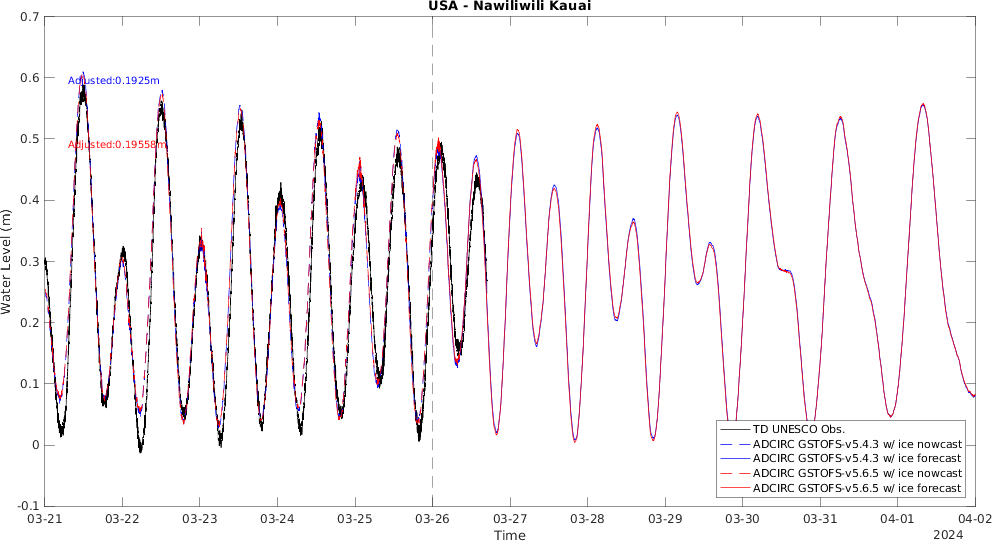 USA - Nawiliwili Kauai
0.7
0.6
0.5
0.4
0.3
0.2
0.1
0
-0.1
Water Level (m)
Adjusted:0.1925m
Adjusted:0.19558m
TD UNESCO Obs.
ADCIRC GSTOFS-v5.4.3 w/ ice nowcast
ADCIRC GSTOFS-v5.4.3 w/ ice forecast
ADCIRC GSTOFS-v5.6.5 w/ ice nowcast
ADCIRC GSTOFS-v5.6.5 w/ ice forecast
03-21 03-22 03-23 03-24 03-25 03-26 03-27 03-28 03-29 03-30 03-31 04-01 04-02
Time
2024